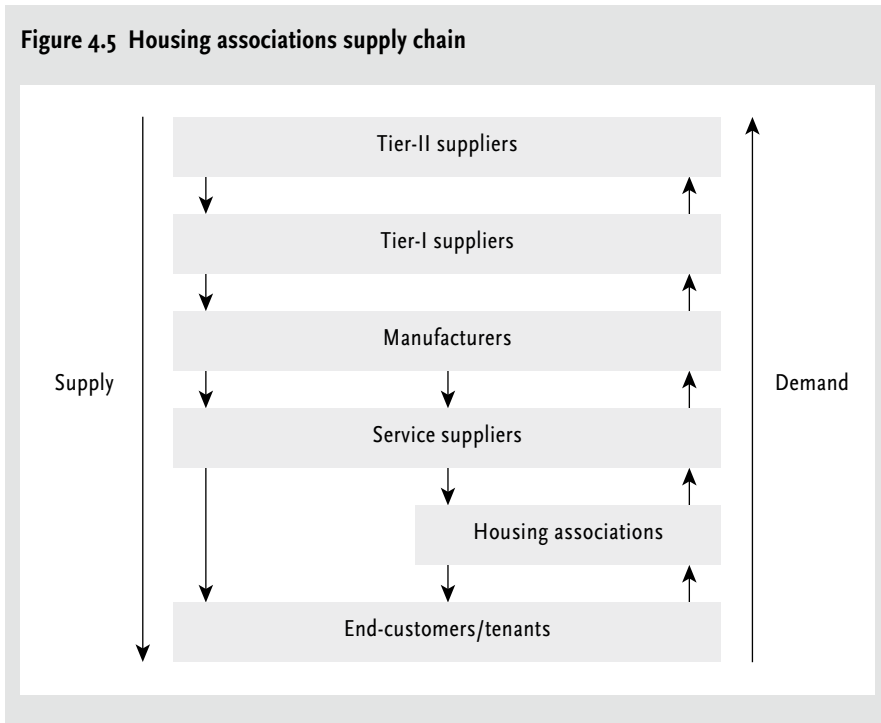 Figure 4.5 Housing associations supply chain
Tier-II suppliers
Tier-I suppliers
Manufacturers
Supply
Demand
Service suppliers
Housing associations
End-customers/tenants